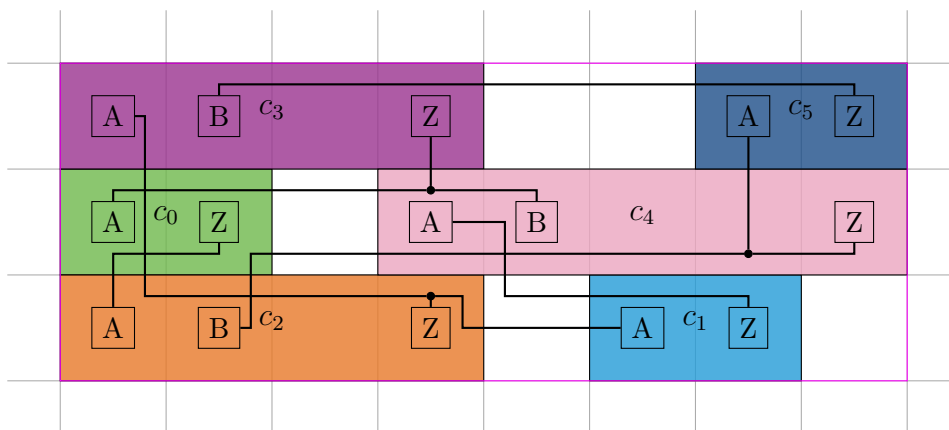 A B c₃ Z A c₅ Z
A c₀ Z A B c₄ Z
A B c₂ Z A c₁ Z